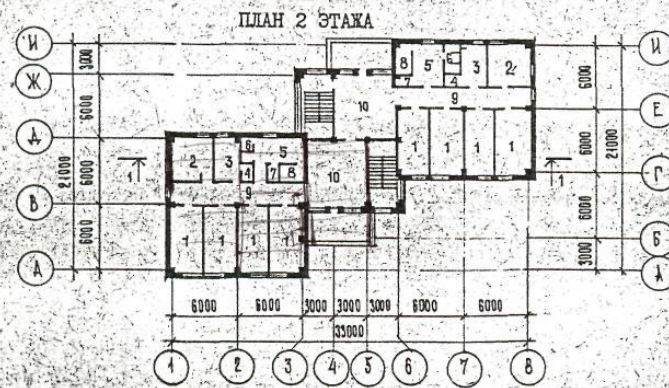 ПЛАН 2 ЭТАЖА
И И
Ж
Д Е
В Г
Б
А А
3000 6000 6000 6000
21000
6000 6000 6000 3000
21000
8 5 6 3 2
7 4
10 9
1 1 1 1
6 5
2 3 4 7 8
9 10
1 1 1 1
1 1
6000 6000 3000 3000 3000 6000 6000
33000
1 2 3 4 5 6 7 8